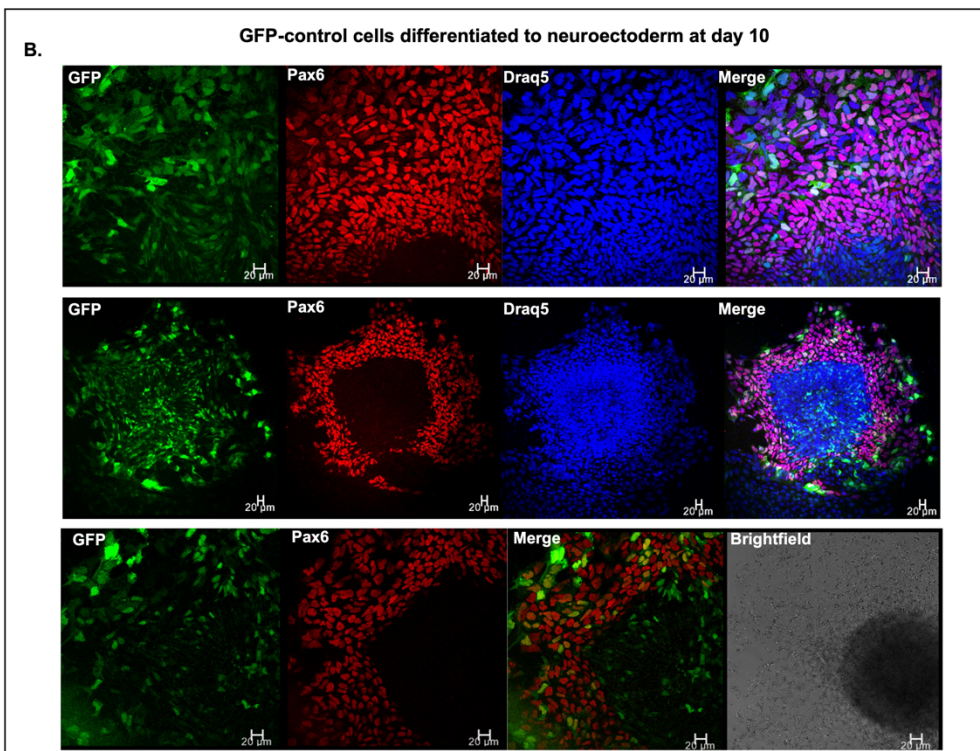 GFP-control cells differentiated to neuroectoderm at day 10
B.
GFP Pax6 Draq5 Merge
20 µm 20 µm 20 µm 20 µm
GFP Pax6 Draq5 Merge
20 µm 20 µm 20 µm 20 µm
GFP Pax6 Merge Brightfield
20 µm 20 µm 20 µm 20 µm